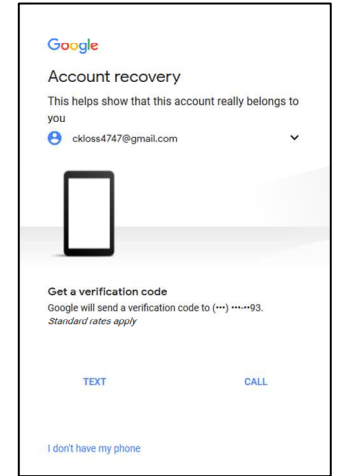 Google
Account recovery
This helps show that this account really belongs to
you
ckloss4747@gmail.com
Get a verification code
Google will send a verification code to (•••) •••-••93.
Standard rates apply
TEXT CALL
I don't have my phone